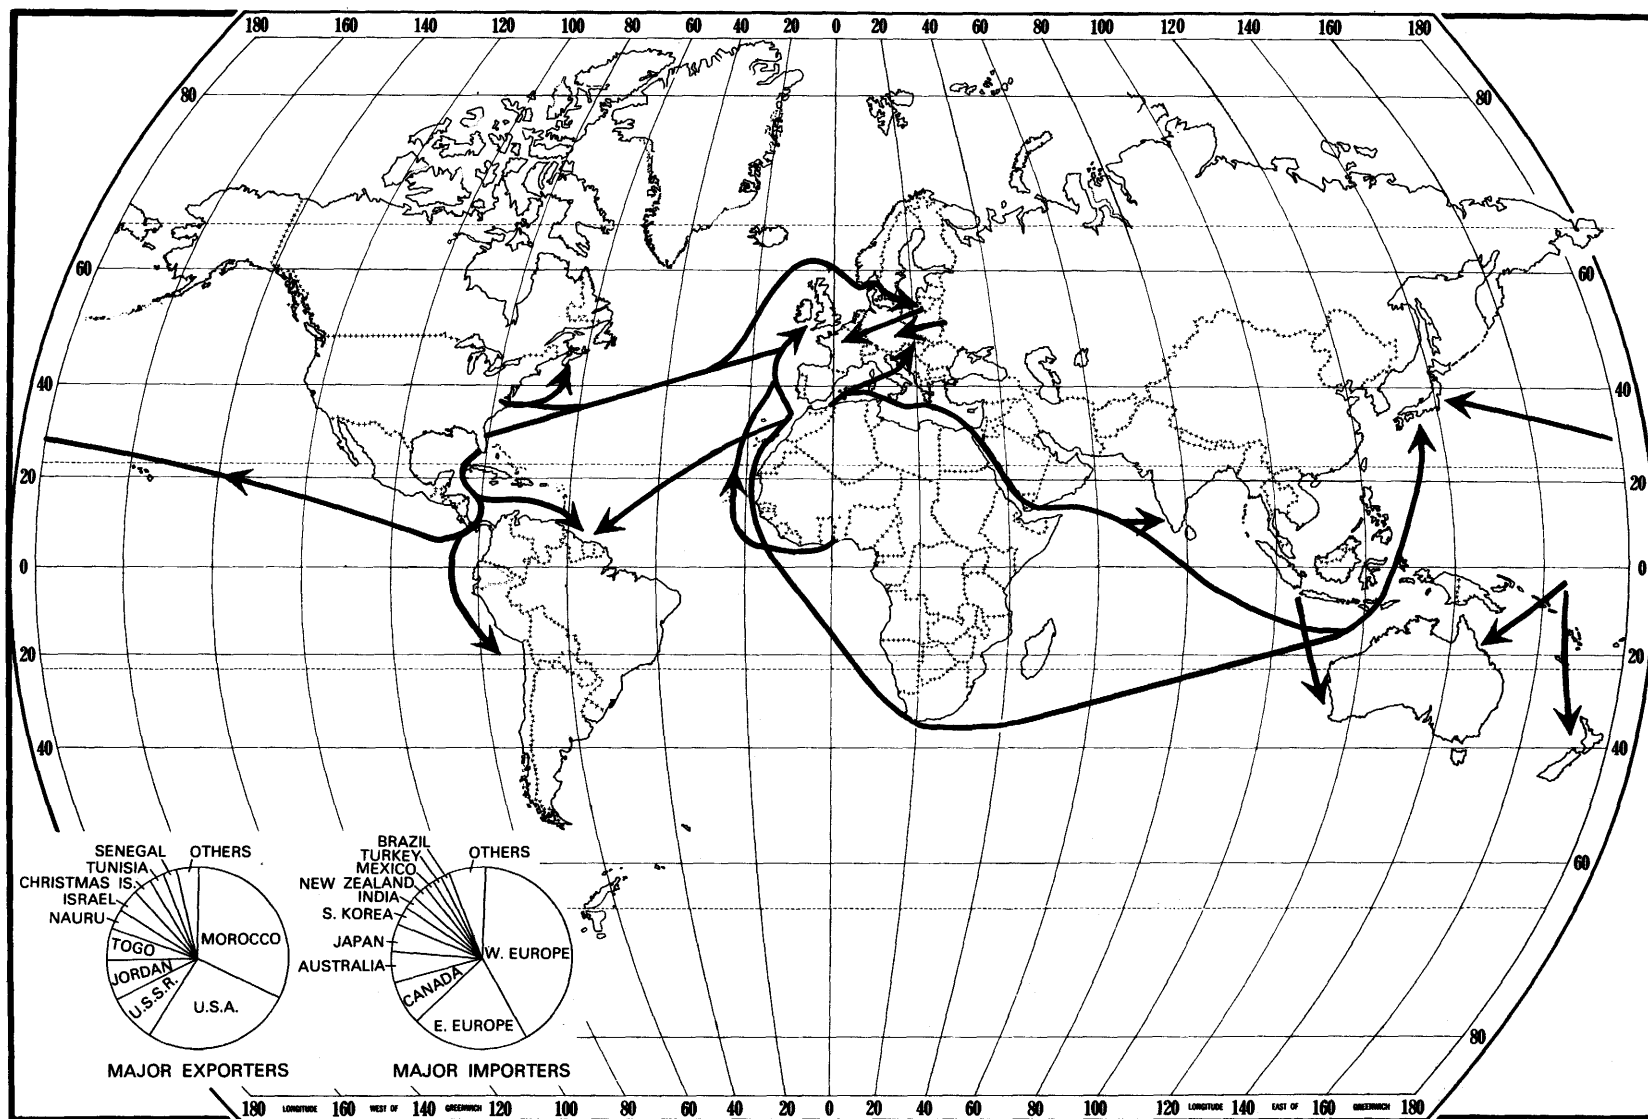 180 160 140 120 100 80 60 40 20 0 20 40 60 80 100 120 140 160 180
80 80
60 60
40 40
20 20
0 0
20 20
40 40
60
80
BRAZIL
TURKEY
MEXICO
NEW ZEALAND
INDIA
S. KOREA
JAPAN
AUSTRALIA
CANADA
E. EUROPE
W. EUROPE
OTHERS
SENEGAL
TUNISIA
CHRISTMAS IS.
ISRAEL
NAURU
TOGO
JORDAN
U.S.S.R.
U.S.A.
MOROCCO
OTHERS
MAJOR EXPORTERS MAJOR IMPORTERS
180 LONGITUDE 160 WEST OF 140 GREENWICH 120 100 80 60 40 20 0 20 40 60 80 100 120 LONGITUDE 140 EAST OF 160 GREENWICH 180